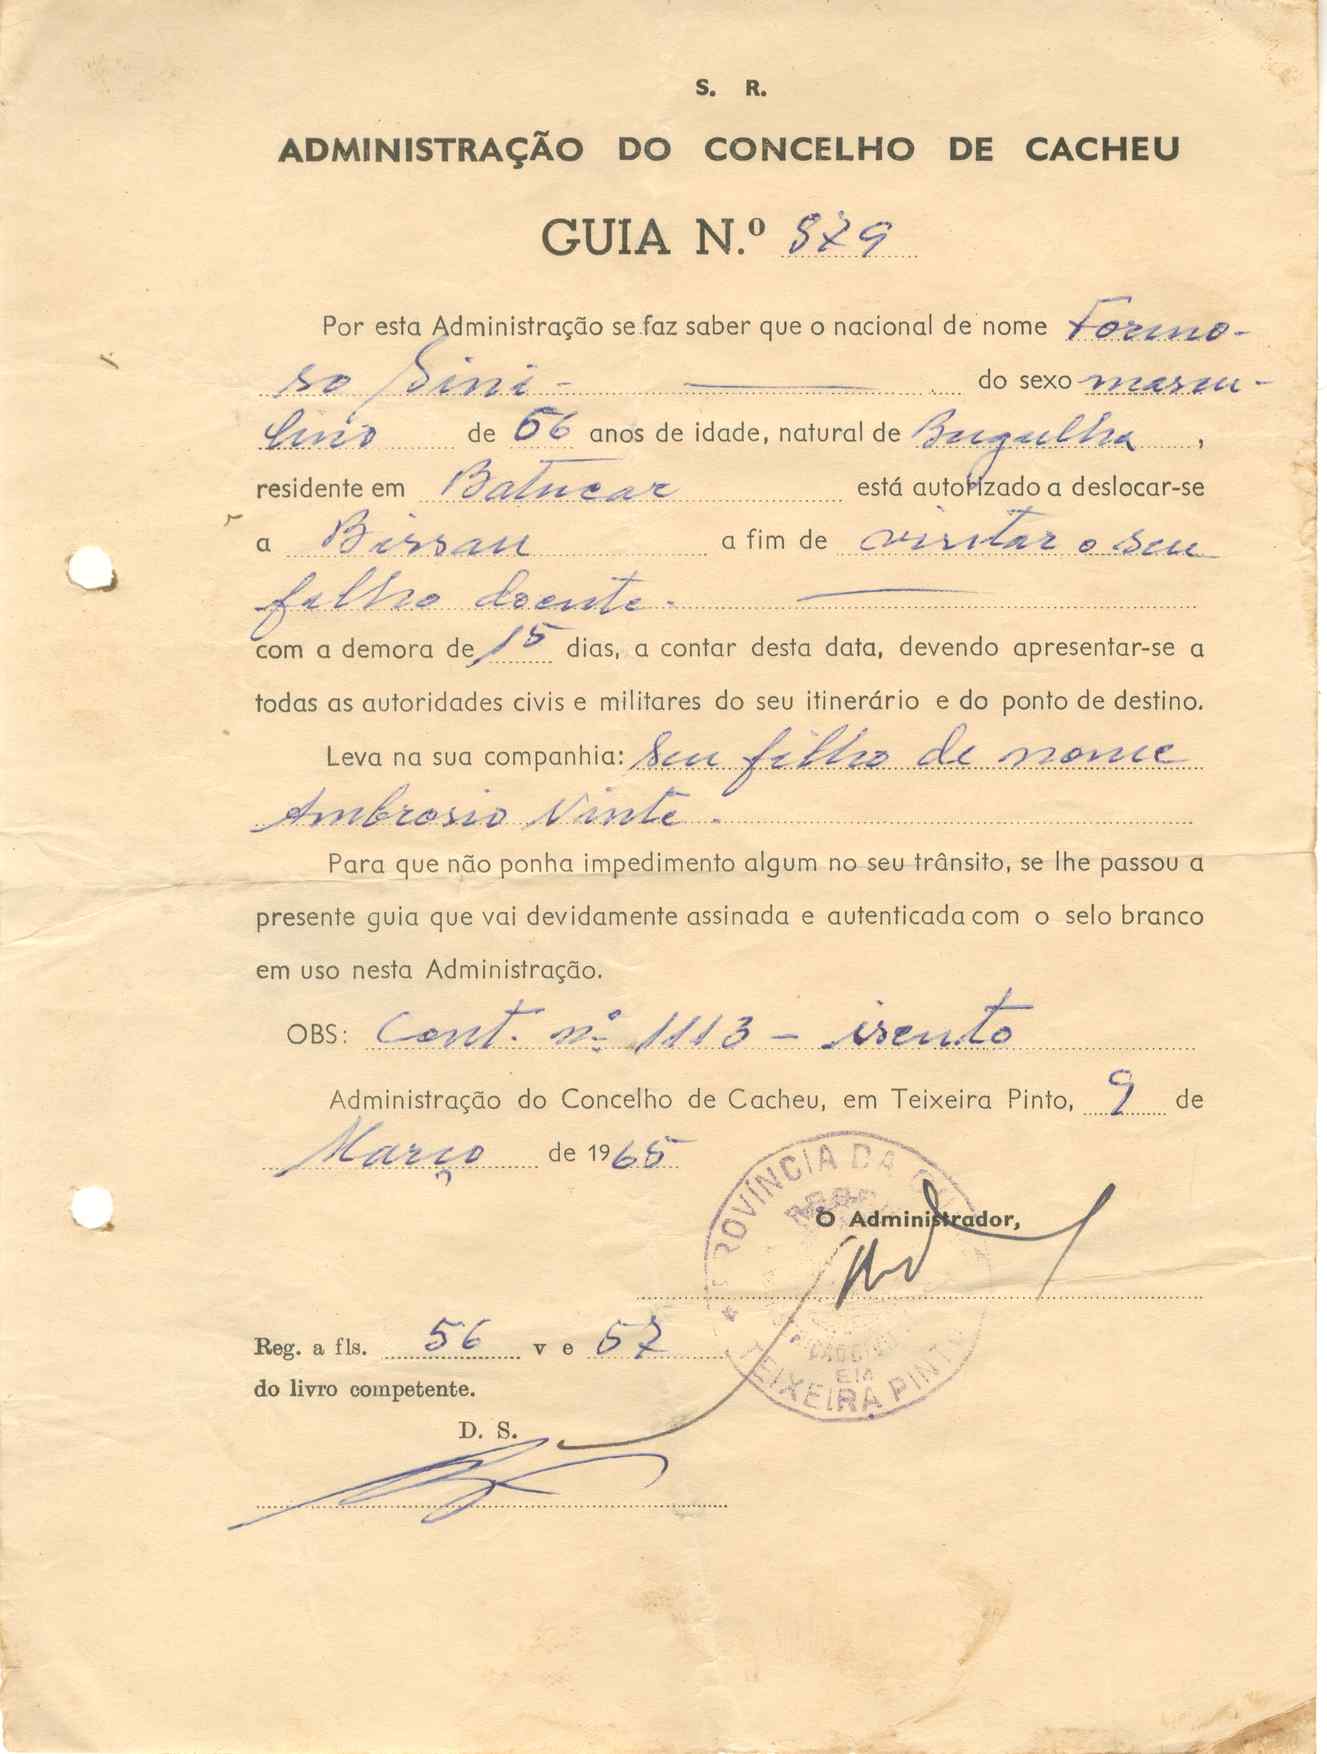 S. R.
ADMINISTRAÇÃO DO CONCELHO DE CACHEU
GUIA N.º 879
Por esta Administração se faz saber que o nacional de nome Formo-
so Sini - do sexo mascu-
lino de 56 anos de idade, natural de Bugulha,
residente em Batucar está autorizado a deslocar-se
a Bissau a fim de visitar o seu
filho doente.
com a demora de 15 dias, a contar desta data, devendo apresentar-se a
todas as autoridades civis e militares do seu itinerário e do ponto de destino.
Leva na sua companhia: Seu filho de nome
Ambrosio Vinte.
Para que não ponha impedimento algum no seu trânsito, se lhe passou a
presente guia que vai devidamente assinada e autenticada com o selo branco
em uso nesta Administração.
OBS: Cont. nº 1113 - isento
Administração do Concelho de Cacheu, em Teixeira Pinto, 9 de
Março de 1965
PROVÍNCIA DA
O Administrador,
Reg. a fls. 56 v e 57
do livro competente.
TEIXEIRA PINTO
D. S.